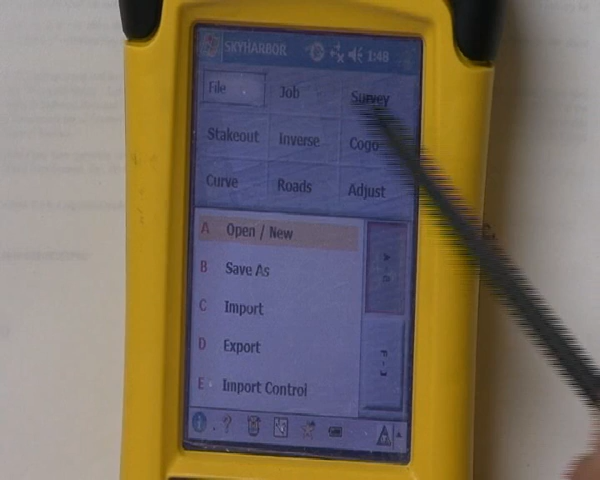 SKYHARBOR 1:48
File Job Survey
Stakeout Inverse Cogo
Curve Roads Adjust
A Open / New
B Save As
C Import
D Export
E Import Control